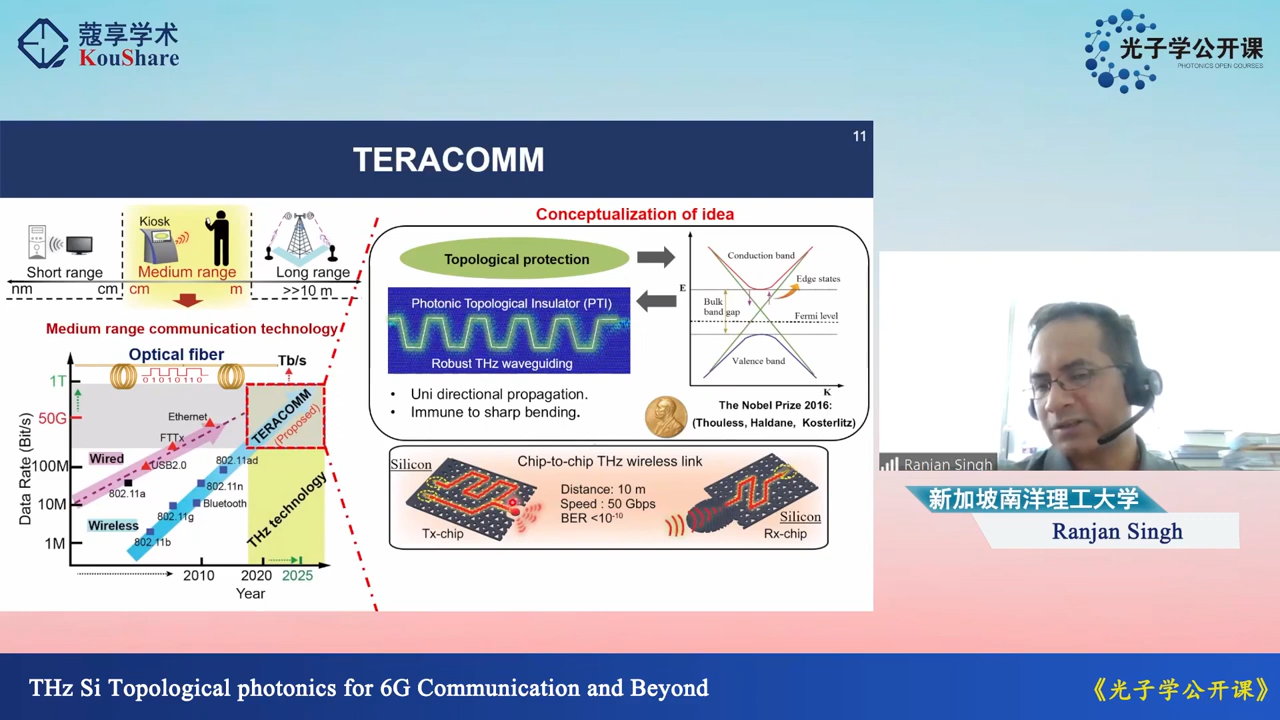 蔻享学术
KouShare
光子学公开课
PHOTONICS OPEN COURSES
11
TERACOMM
Kiosk
Short range
Medium range
Long range
nm
cm
cm
m
>>10 m
Medium range communication technology
Optical fiber
01010110
Tb/s
1T
50G
100M
10M
1M
Data Rate (Bit/s)
Ethernet
FTTx
USB2.0
Wired
802.11a
802.11ad
802.11n
Bluetooth
802.11g
Wireless
802.11b
TERACOMM
(Proposed)
THz technology
2010
2020
2025
Year
Conceptualization of idea
Topological protection
Photonic Topological Insulator (PTI)
Robust THz waveguiding
• Uni directional propagation.
• Immune to sharp bending.
E
Conduction band
Edge states
Bulk
band gap
Fermi level
Valence band
K
The Nobel Prize 2016:
(Thouless, Haldane, Kosterlitz)
Silicon
Chip-to-chip THz wireless link
Distance: 10 m
Speed : 50 Gbps
BER <10⁻¹⁰
Tx-chip
Silicon
Rx-chip
Ranjan Singh
新加坡南洋理工大学
Ranjan Singh
THz Si Topological photonics for 6G Communication and Beyond
《光子学公开课》